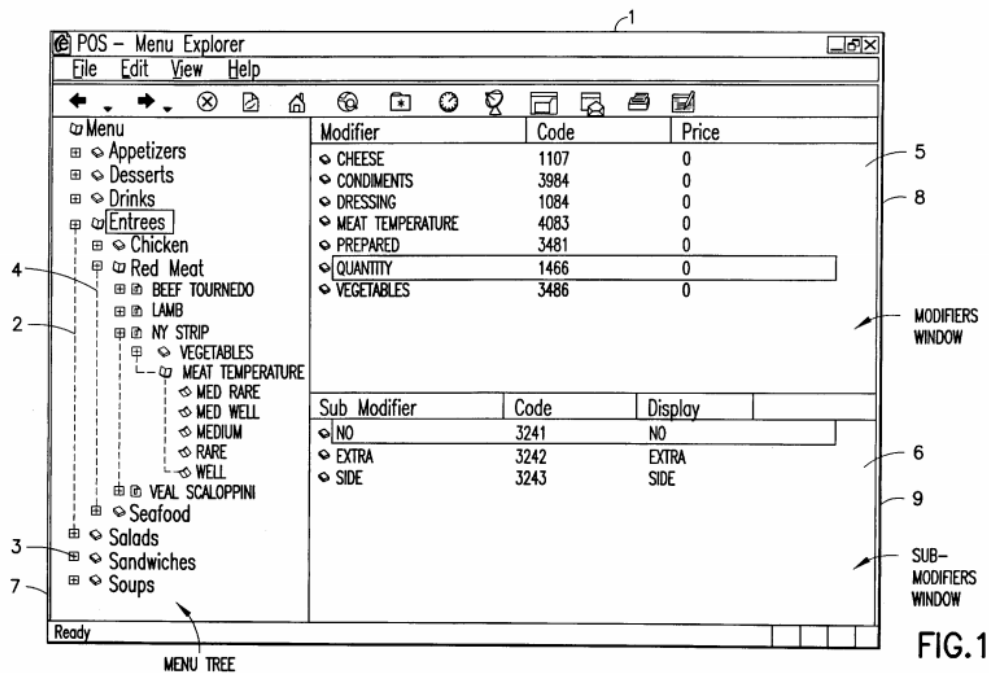 1
POS – Menu Explorer
File Edit View Help
Menu
Appetizers
Desserts
Drinks
Entrees
Chicken
Red Meat
BEEF TOURNEDO
LAMB
NY STRIP
VEGETABLES
MEAT TEMPERATURE
MED RARE
MED WELL
MEDIUM
RARE
WELL
VEAL SCALOPPINI
Seafood
Salads
Sandwiches
Soups
4
2
3
7
Modifier Code Price
CHEESE 1107 0
CONDIMENTS 3984 0
DRESSING 1084 0
MEAT TEMPERATURE 4083 0
PREPARED 3481 0
QUANTITY 1466 0
VEGETABLES 3486 0
5
8
MODIFIERS
WINDOW
Sub Modifier Code Display
NO 3241 NO
EXTRA 3242 EXTRA
SIDE 3243 SIDE
6
9
SUB–
MODIFIERS
WINDOW
Ready
MENU TREE
FIG.1